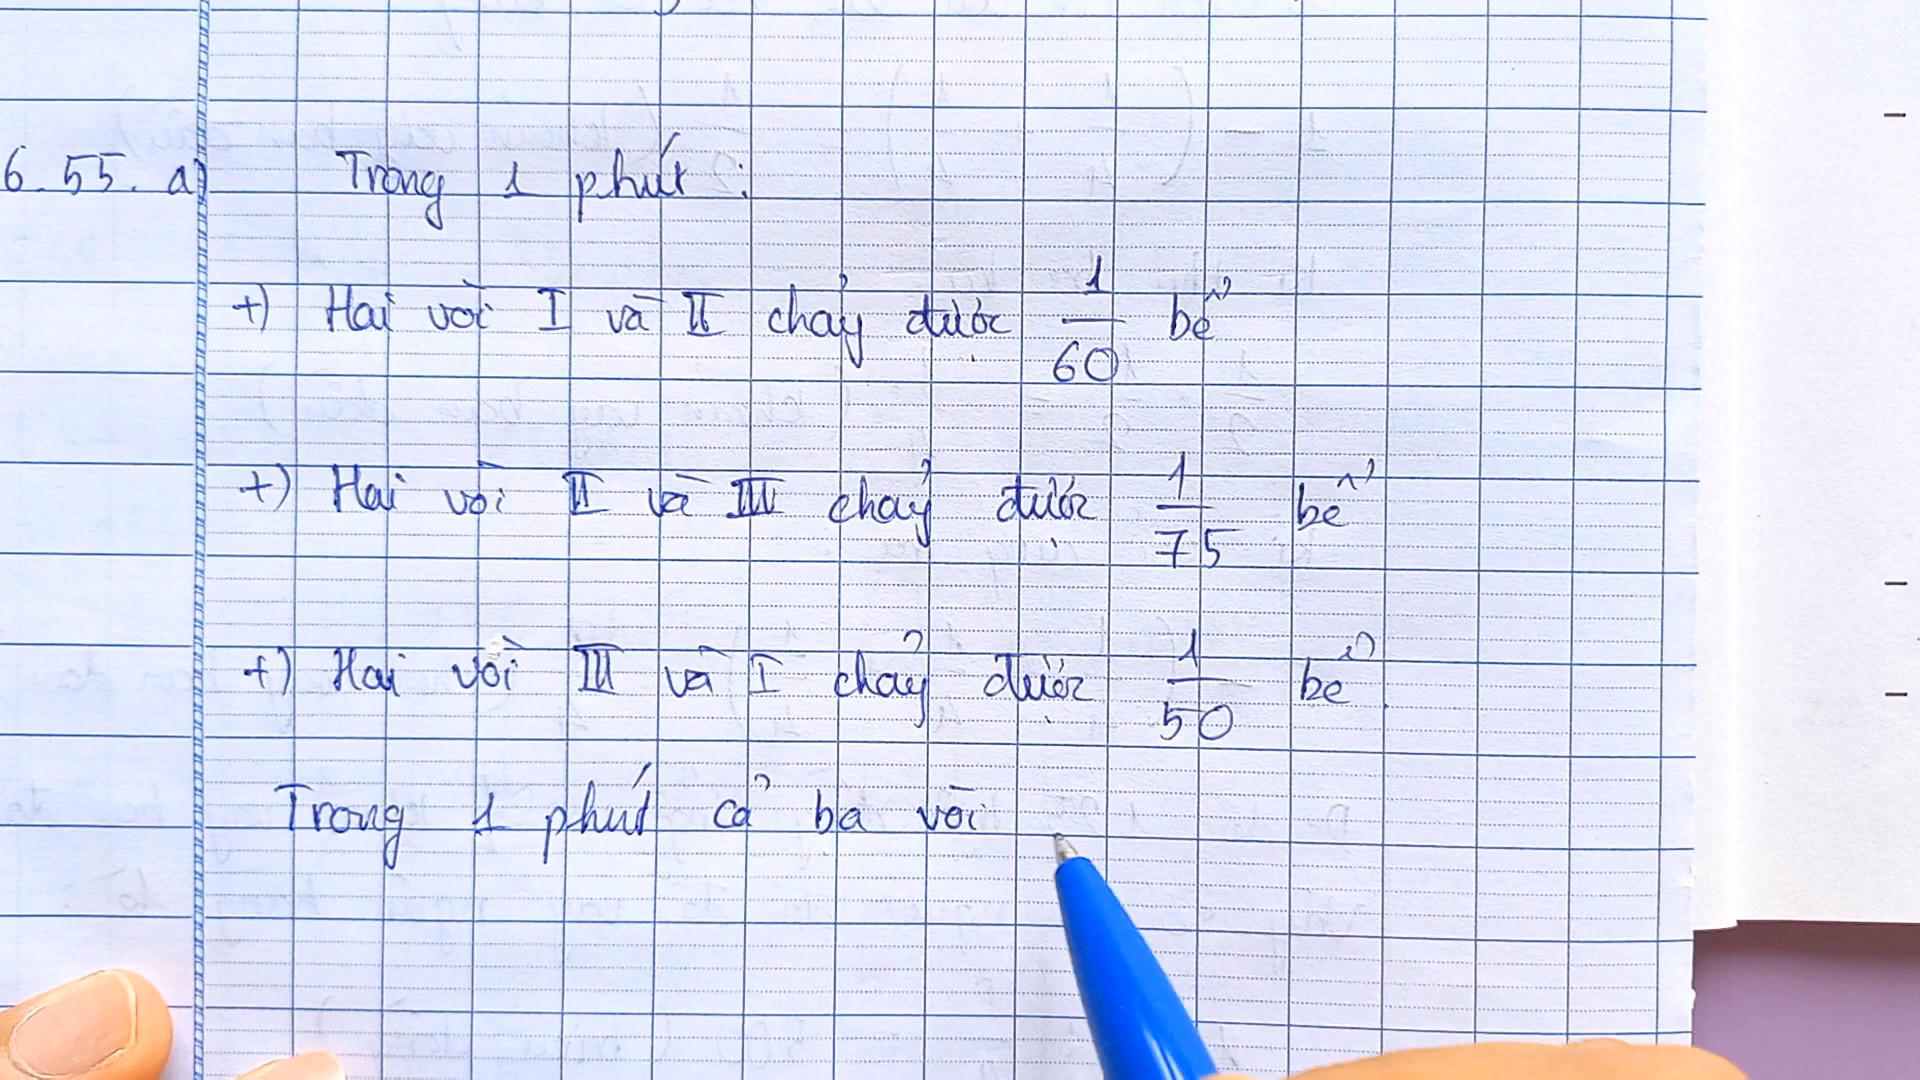 6.55. a) Trong 1 phút:
+) Hai vòi I và II chảy được 1/60 bể
+) Hai vòi II và III chảy được 1/75 bể
+) Hai vòi III và I chảy được 1/50 bể.
Trong 1 phút cả ba vòi